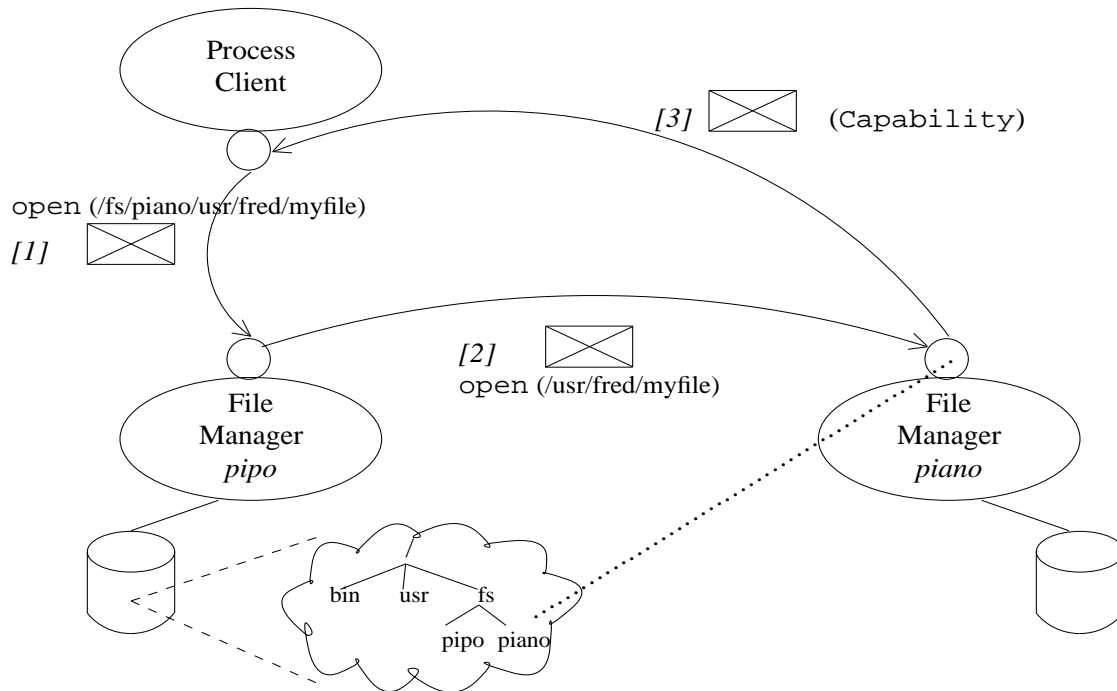 Process
Client
[3] (Capability)
open (/fs/piano/usr/fred/myfile)
[1]
[2]
open (/usr/fred/myfile)
File
Manager
pipo
File
Manager
piano
/
bin usr fs
pipo piano